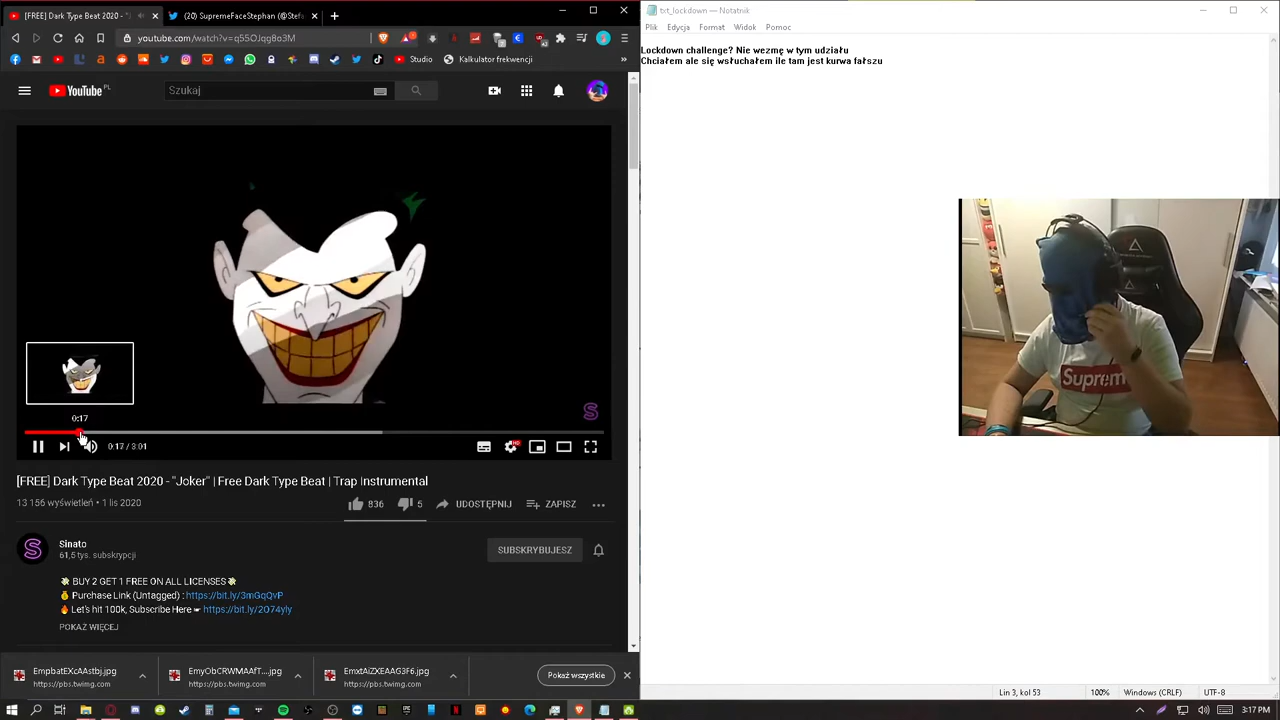 [FREE] Dark Type Beat 2020 -
(20) SupremeFaceStephan (@Stef
youtube.com/watch?v=q55OJqg8o3M
Studio
Kalkulator frekvencji
YouTube PL
Szukaj
0:17
0:17 / 3:01
[FREE] Dark Type Beat 2020 - "Joker" | Free Dark Type Beat | Trap Instrumental
13 156 wyświetleń • 1 lis 2020
836
5
UDOSTĘPNIJ
ZAPISZ
Sinato
61,5 tys. subskrypcji
SUBSKRYBUJESZ
BUY 2 GET 1 FREE ON ALL LICENSES
Purchase Link (Untagged) : https://bit.ly/3mGqQvP
Let's hit 100k, Subscribe Here https://bit.ly/2O74yly
POKAŻ WIĘCEJ
EmpbatEXcAAstbj.jpg
https://pbs.twimg.com
EmyObCRWMAAfT....jpg
https://pbs.twimg.com
EmxtAiZXEAAG3F6.jpg
https://pbs.twimg.com
Pokaż wszystkie
txt_lockdown — Notatnik
Plik Edycja Format Widok Pomoc
Lockdown challenge? Nie wezmę w tym udziału
Chciałem ale się wsłuchałem ile tam jest kurwa fałszu
Supreme
Lin 3, kol 53
100%
Windows (CRLF)
UTF-8
3:17 PM